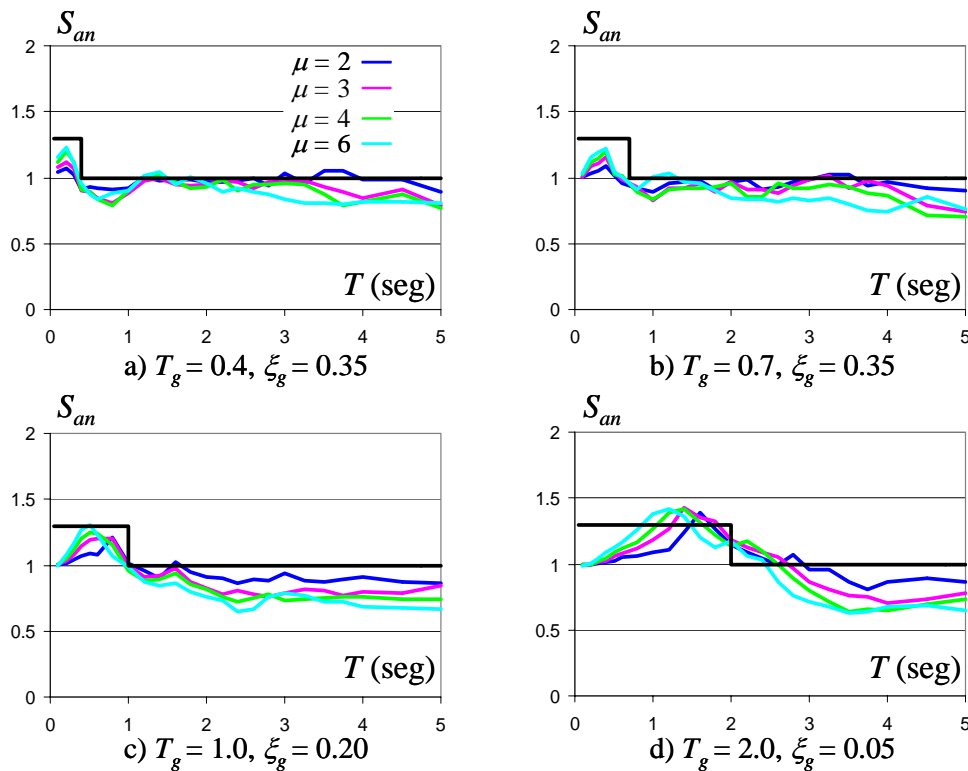 S_an
2
1.5
1
0.5
0
μ = 2
μ = 3
μ = 4
μ = 6
T (seg)
0 1 2 3 4 5
a) T_g = 0.4, ξ_g = 0.35
S_an
2
1.5
1
0.5
0
T (seg)
0 1 2 3 4 5
b) T_g = 0.7, ξ_g = 0.35
S_an
2
1.5
1
0.5
0
T (seg)
0 1 2 3 4 5
c) T_g = 1.0, ξ_g = 0.20
S_an
2
1.5
1
0.5
0
T (seg)
0 1 2 3 4 5
d) T_g = 2.0, ξ_g = 0.05